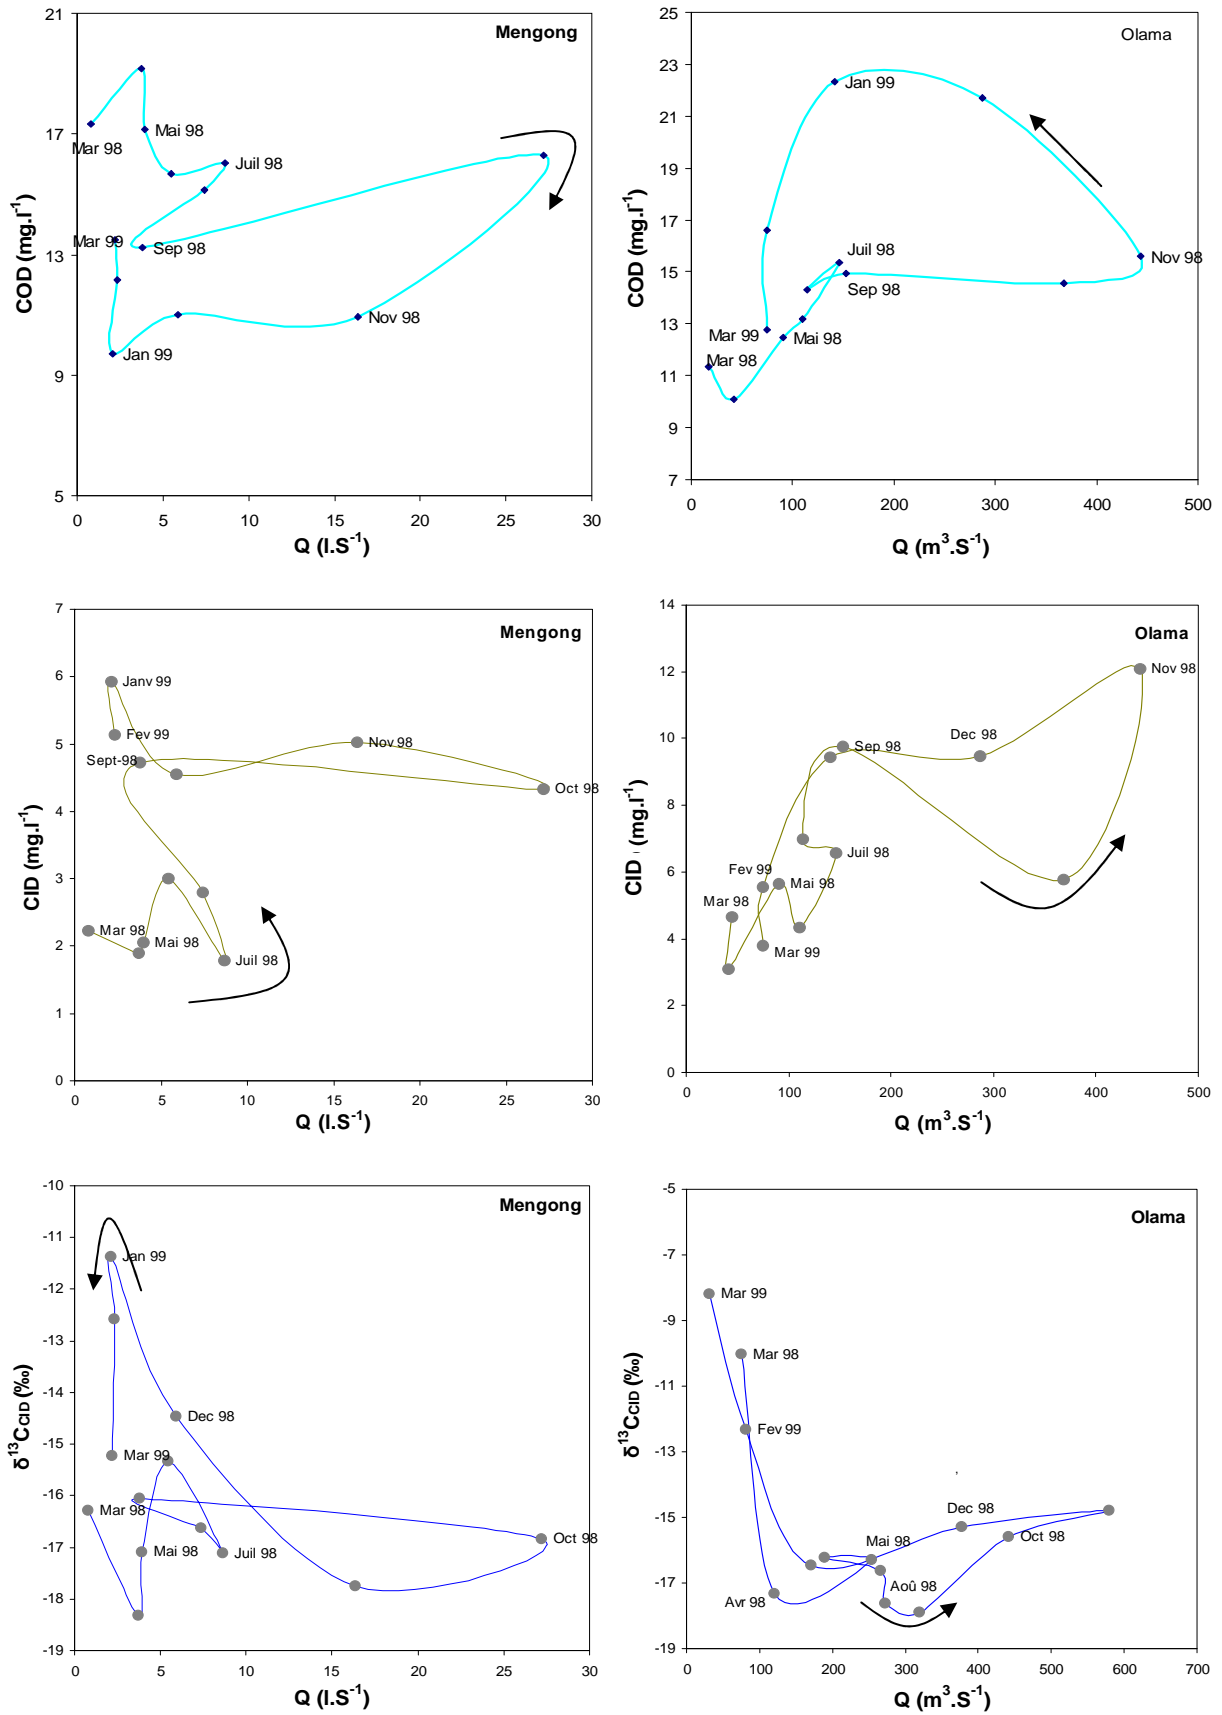 Mengong
COD (mg.l-1)
21
17
13
9
5
0
5
10
15
20
25
30
Mar 98
Mai 98
Juil 98
Mar 99
Sep 98
Nov 98
Jan 99
Q (l.S-1)
Olama
COD (mg.l-1)
25
23
21
19
17
15
13
11
9
7
0
100
200
300
400
500
Jan 99
Juil 98
Nov 98
Sep 98
Mar 99
Mai 98
Mar 98
Q (m3.S-1)
Mengong
CID (mg.l-1)
7
6
5
4
3
2
1
0
0
5
10
15
20
25
30
Janv 99
Fev 99
Nov 98
Sept-98
Oct 98
Mar 98
Mai 98
Juil 98
Q (l.S-1)
Olama
CID (mg.l-1)
14
12
10
8
6
4
2
0
0
100
200
300
400
500
Nov 98
Dec 98
Sep 98
Juil 98
Fev 99
Mai 98
Mar 98
Mar 99
Q (m3.S-1)
Mengong
δ13CCID (‰)
-10
-11
-12
-13
-14
-15
-16
-17
-18
-19
0
5
10
15
20
25
30
Jan 99
Dec 98
Mar 99
Mar 98
Mai 98
Juil 98
Oct 98
Q (l.S-1)
Olama
δ13CCID (‰)
-5
-7
-9
-11
-13
-15
-17
-19
0
100
200
300
400
500
600
700
Mar 99
Mar 98
Fev 99
Dec 98
Mai 98
Oct 98
Aoû 98
Avr 98
Q (m3.S-1)